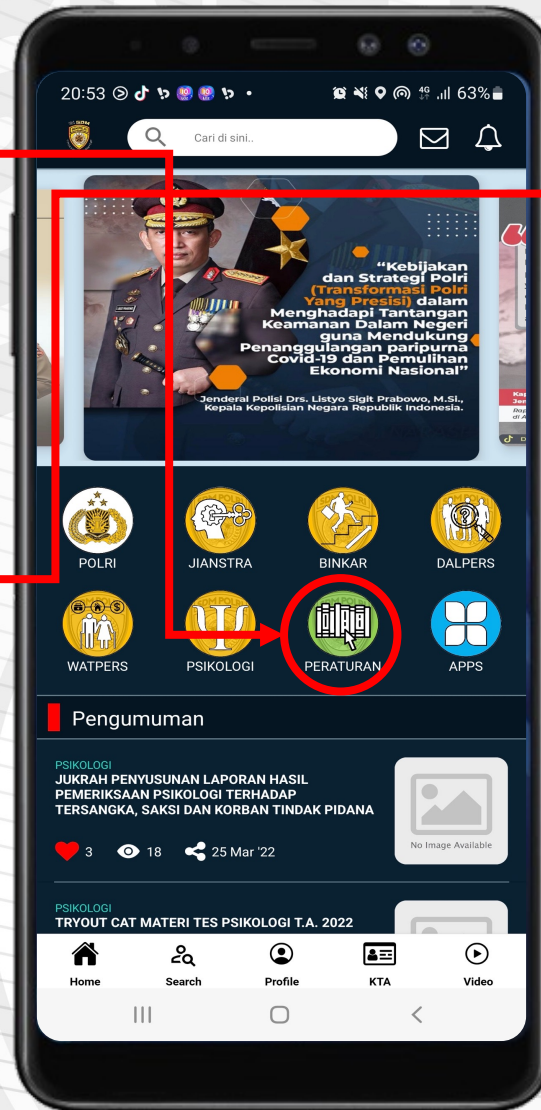 20:53
4G
63%
Cari di sini..
“Kebijakan
dan Strategi Polri
(Transformasi Polri
Yang Presisi) dalam
Menghadapi Tantangan
Keamanan Dalam Negeri
guna Mendukung
Penanggulangan paripurna
Covid-19 dan Pemulihan
Ekonomi Nasional”
Jenderal Polisi Drs. Listyo Sigit Prabowo, M.Si.,
Kepala Kepolisian Negara Republik Indonesia.
POLRI
JIANSTRA
BINKAR
DALPERS
WATPERS
PSIKOLOGI
PERATURAN
APPS
Pengumuman
PSIKOLOGI
JUKRAH PENYUSUNAN LAPORAN HASIL
PEMERIKSAAN PSIKOLOGI TERHADAP
TERSANGKA, SAKSI DAN KORBAN TINDAK PIDANA
3 18 25 Mar '22
No Image Available
PSIKOLOGI
TRYOUT CAT MATERI TES PSIKOLOGI T.A. 2022
Home Search Profile KTA Video